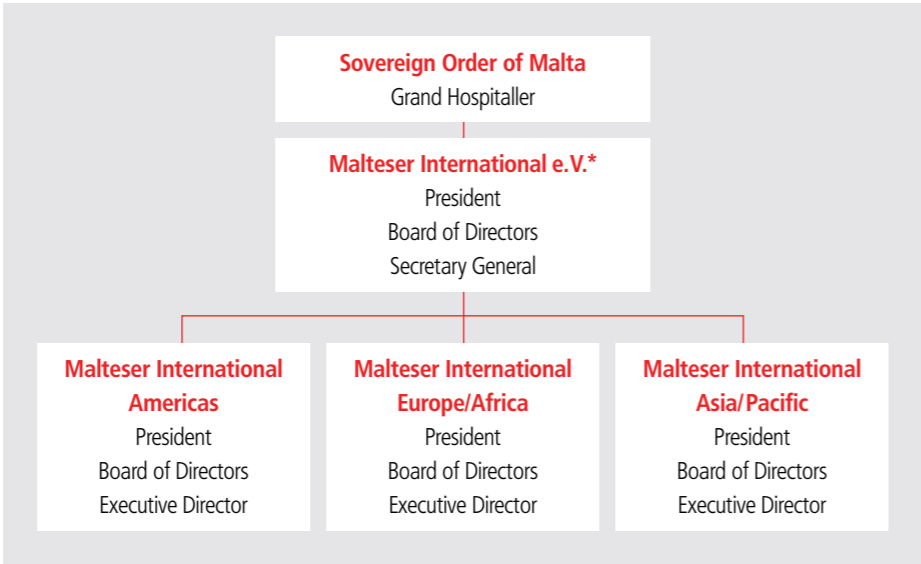 Sovereign Order of Malta
Grand Hospitaller
Malteser International e.V.*
President
Board of Directors
Secretary General
Malteser International
Americas
President
Board of Directors
Executive Director
Malteser International
Europe/Africa
President
Board of Directors
Executive Director
Malteser International
Asia/Pacific
President
Board of Directors
Executive Director